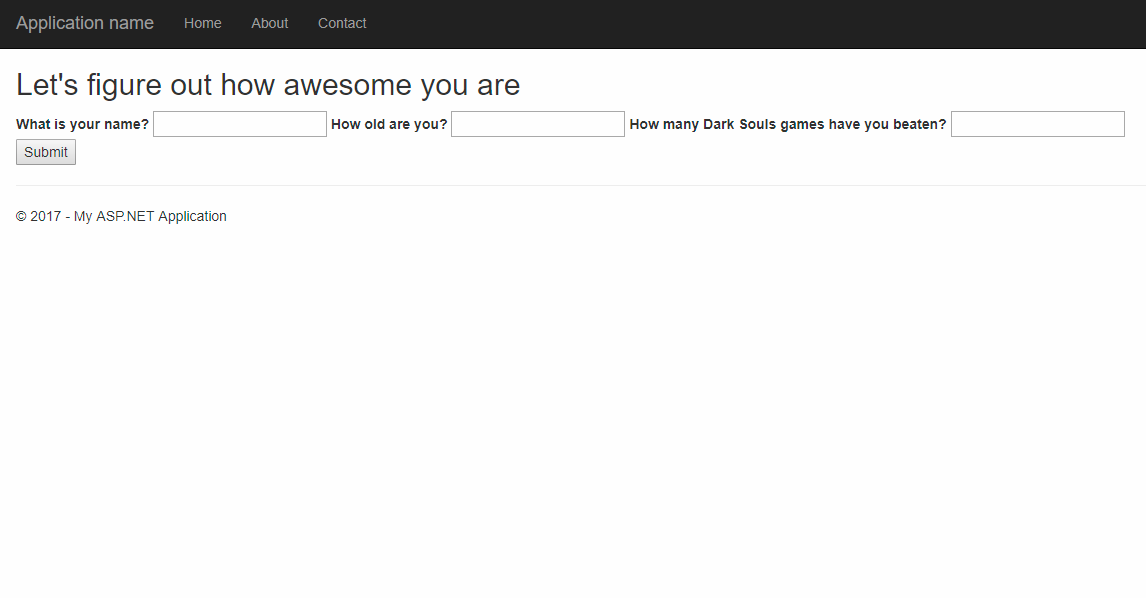 Application name Home About Contact
Let's figure out how awesome you are
What is your name? How old are you? How many Dark Souls games have you beaten?
Submit
© 2017 - My ASP.NET Application